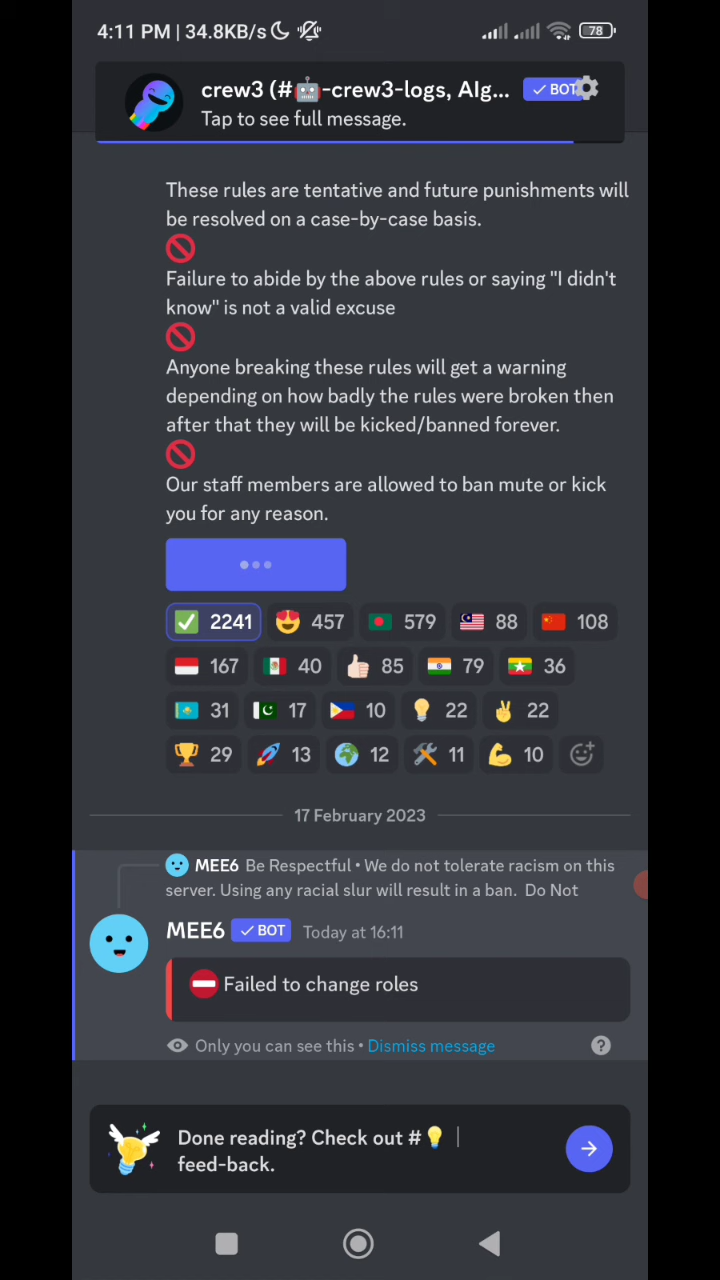 4:11 PM | 34.8KB/s
78
crew3 (#🤖-crew3-logs, AIg... ✓ BOT
Tap to see full message.
These rules are tentative and future punishments will
be resolved on a case-by-case basis.
🚫
Failure to abide by the above rules or saying "I didn't
know" is not a valid excuse
🚫
Anyone breaking these rules will get a warning
depending on how badly the rules were broken then
after that they will be kicked/banned forever.
🚫
Our staff members are allowed to ban mute or kick
you for any reason.
✅ 2241 😍 457 🇧🇩 579 🇲🇾 88 🇨🇳 108
🇮🇩 167 🇲🇽 40 👍🏻 85 🇮🇳 79 🇲🇲 36
🇰🇿 31 🇵🇰 17 🇵🇭 10 💡 22 ✌ 22
🏆 29 🚀 13 🌍 12 🛠 11 💪 10
17 February 2023
MEE6 Be Respectful • We do not tolerate racism on this
server. Using any racial slur will result in a ban. Do Not
MEE6 ✓ BOT Today at 16:11
⛔ Failed to change roles
Only you can see this • Dismiss message ?
Done reading? Check out #💡│
feed-back.